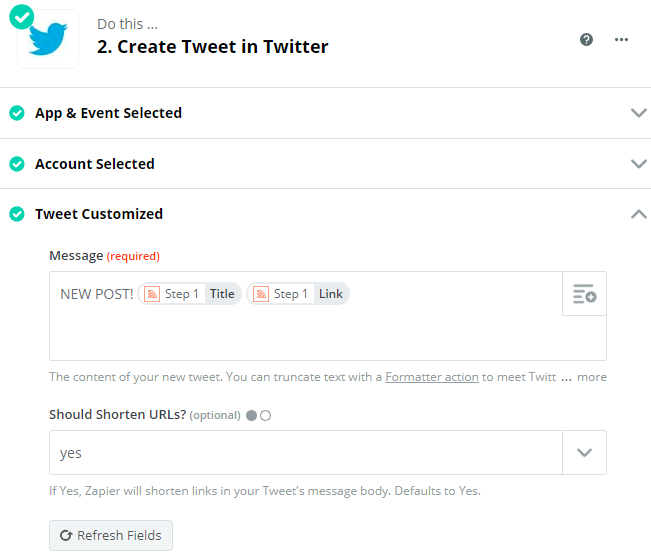 Do this ...
2. Create Tweet in Twitter
App & Event Selected
Account Selected
Tweet Customized
Message (required)
NEW POST! Step 1 Title Step 1 Link
The content of your new tweet. You can truncate text with a Formatter action to meet Twitt ... more
Should Shorten URLs? (optional)
yes
If Yes, Zapier will shorten links in your Tweet's message body. Defaults to Yes.
Refresh Fields